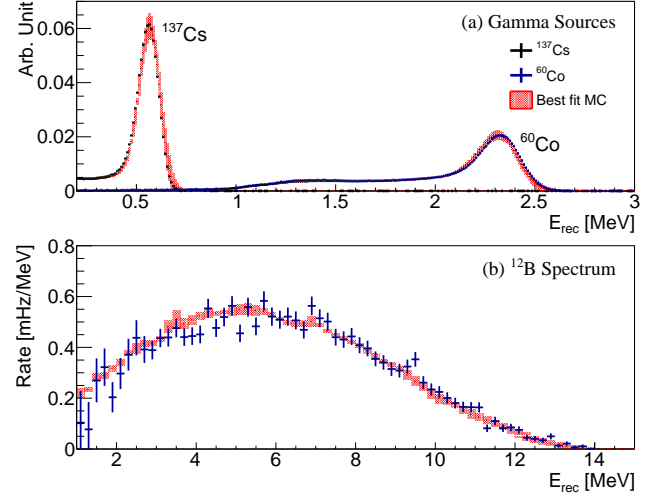 (a) Gamma Sources
Arb. Unit
0.06
0.04
0.02
0
¹³⁷Cs
¹³⁷Cs
⁶⁰Co
Best fit MC
⁶⁰Co
0.5 1 1.5 2 2.5 3
E_rec [MeV]
(b) ¹²B Spectrum
Rate [mHz/MeV]
0.8
0.6
0.4
0.2
0
2 4 6 8 10 12 14
E_rec [MeV]